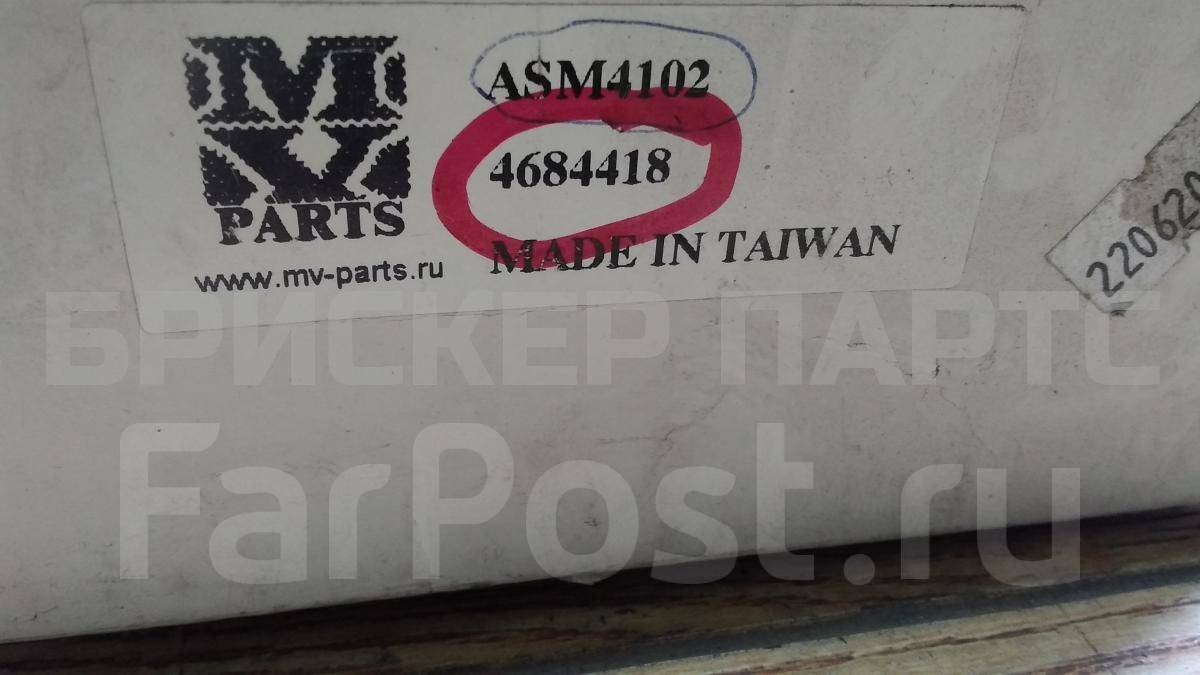 MV
PARTS
www.mv-parts.ru
ASM4102
4684418
MADE IN TAIWAN
220620
БРИСКЕР ПАРТС
FarPost.ru